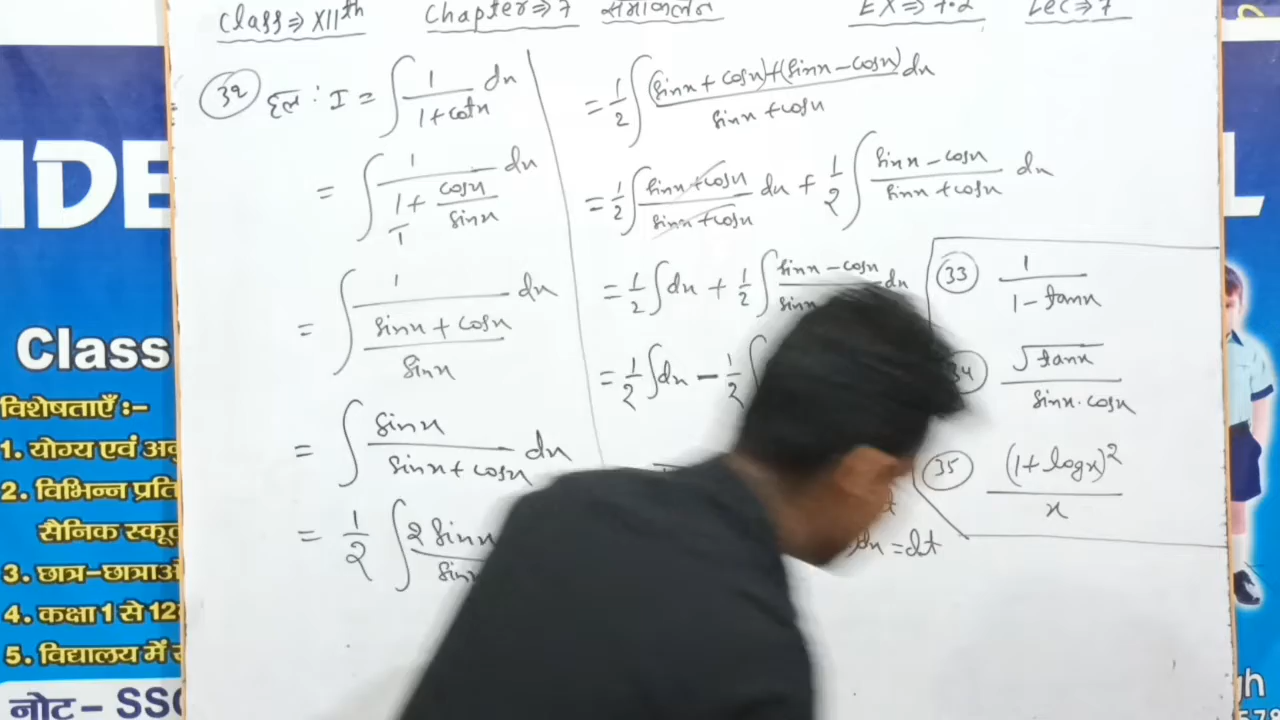 Class⇒XIIth Chapter⇒7 समाकलन EX⇒7.2 Lec⇒7
32 हल : I = ∫ 1/(1+cotx) dx
= ∫ 1/(1/1 + cosx/sinx) dx
= ∫ 1/((sinx + cosx)/sinx) dx
= ∫ sinx/(sinx + cosx) dx
= 1/2 ∫ 2 sinx
= 1/2 ∫ ((sinx + cosx)+(sinx-cosx))/(sinx + cosx) dx
= 1/2 ∫ (sinx+cosx)/(sinx+cosx) dx + 1/2 ∫ (sinx-cosx)/(sinx+cosx) dx
= 1/2 ∫ dx + 1/2 ∫ sinx-cosx dx
= 1/2 ∫ dx - 1/2 ∫
dx = dt
33 1/(1-tanx)
34 √tanx/(sinx.cosx)
35 (1+logx)²/x
IDE
L
Class
विशेषताएँ :-
1. योग्य एवं
2. विभिन्न
सैनिक
3. छात्र-छात्राओं
4. कक्षा 1 से 12
5. विद्यालय में
नोट – SSC